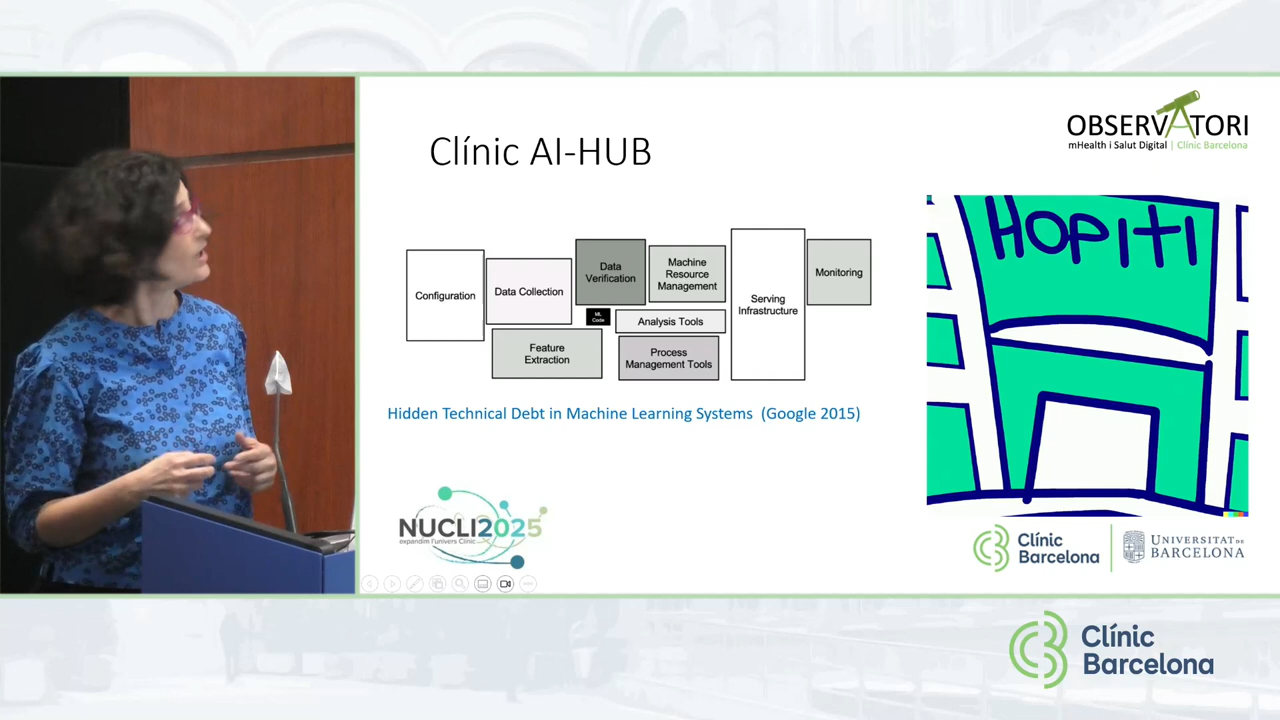 OBSERVATORI
mHealth i Salut Digital | Clínic Barcelona
Clínic AI-HUB
HOPITI
Configuration
Data Collection
Data
Verification
Machine
Resource
Management
ML
Code
Analysis Tools
Feature
Extraction
Process
Management Tools
Serving
Infrastructure
Monitoring
Hidden Technical Debt in Machine Learning Systems (Google 2015)
NUCLI2025
expandim l'univers Clínic
Clínic
Barcelona
UNIVERSITAT DE
BARCELONA
Clínic
Barcelona